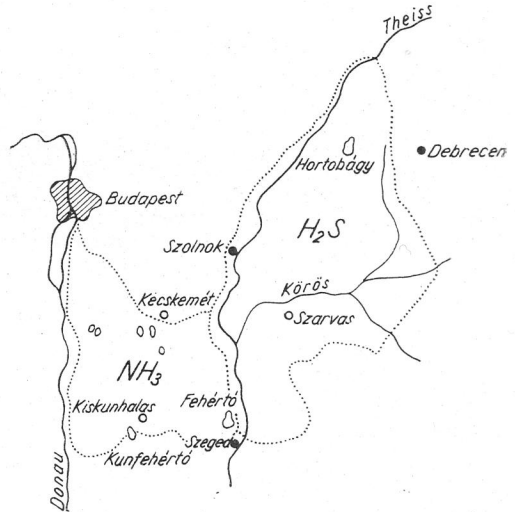 Theiss
Debrecen
Hortobágy
Budapest
H₂S
Szolnok
Körös
Kecskemét
Szarvas
NH₃
Kiskunhalas
Fehértó
Szeged
Kunfehértó
Donau